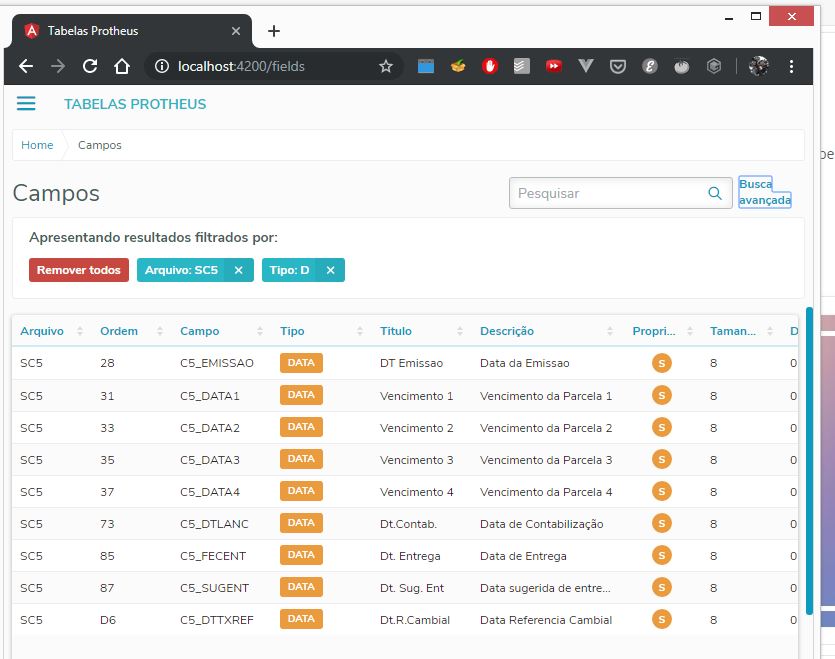 Tabelas Protheus
localhost:4200/fields
TABELAS PROTHEUS
Home Campos
Campos
Pesquisar
Busca
avançada
Apresentando resultados filtrados por:
Remover todos Arquivo: SC5 Tipo: D
Arquivo Ordem Campo Tipo Titulo Descrição Propri... Taman... D
SC5 28 C5_EMISSAO DATA DT Emissao Data da Emissao S 8 0
SC5 31 C5_DATA1 DATA Vencimento 1 Vencimento da Parcela 1 S 8 0
SC5 33 C5_DATA2 DATA Vencimento 2 Vencimento da Parcela 2 S 8 0
SC5 35 C5_DATA3 DATA Vencimento 3 Vencimento da Parcela 3 S 8 0
SC5 37 C5_DATA4 DATA Vencimento 4 Vencimento da Parcela 4 S 8 0
SC5 73 C5_DTLANC DATA Dt.Contab. Data de Contabilização S 8 0
SC5 85 C5_FECENT DATA Dt. Entrega Data de Entrega S 8 0
SC5 87 C5_SUGENT DATA Dt. Sug. Ent Data sugerida de entre... S 8 0
SC5 D6 C5_DTTXREF DATA Dt.R.Cambial Data Referencia Cambial S 8 0